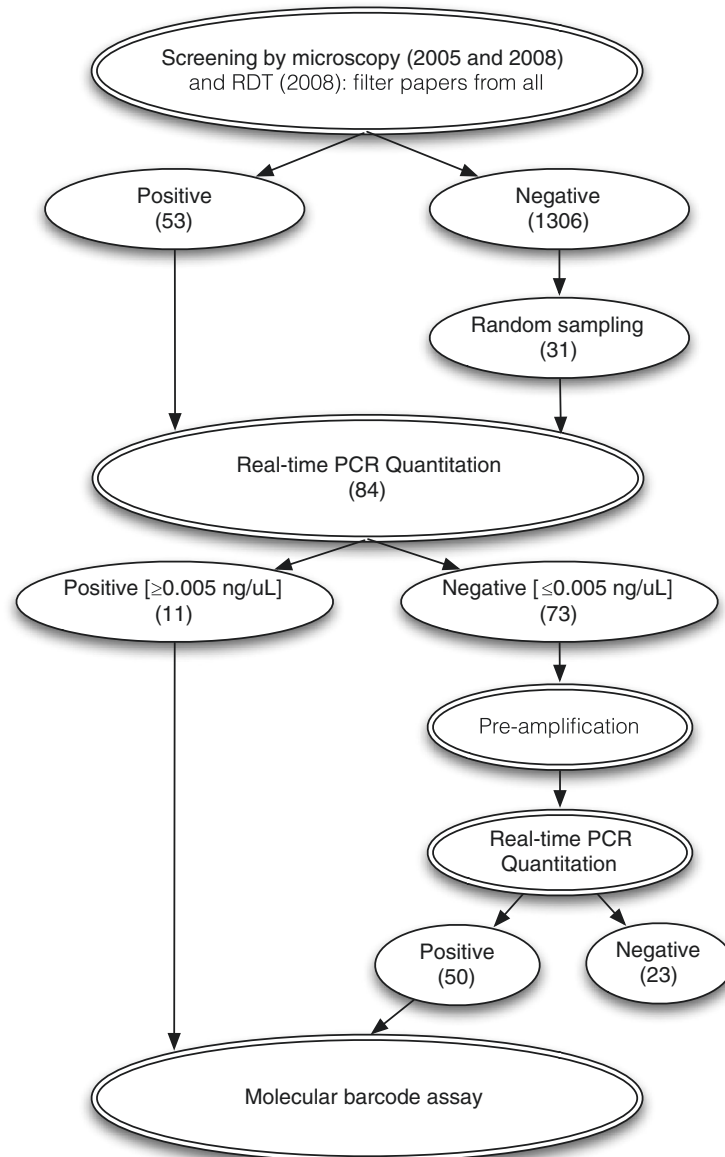 Screening by microscopy (2005 and 2008)
and RDT (2008): filter papers from all
Positive
(53)
Negative
(1306)
Random sampling
(31)
Real-time PCR Quantitation
(84)
Positive [≥0.005 ng/uL]
(11)
Negative [≤0.005 ng/uL]
(73)
Pre-amplification
Real-time PCR
Quantitation
Positive
(50)
Negative
(23)
Molecular barcode assay